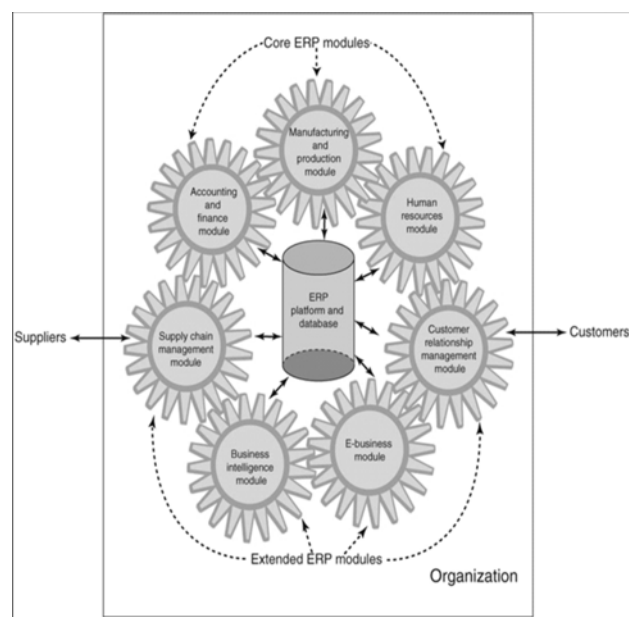 Core ERP modules
Manufacturing
and
production
module
Accounting
and
finance
module
Human
resources
module
ERP
platform and
database
Suppliers
Supply chain
management
module
Customer
relationship
management
module
Customers
Business
intelligence
module
E-business
module
Extended ERP modules
Organization